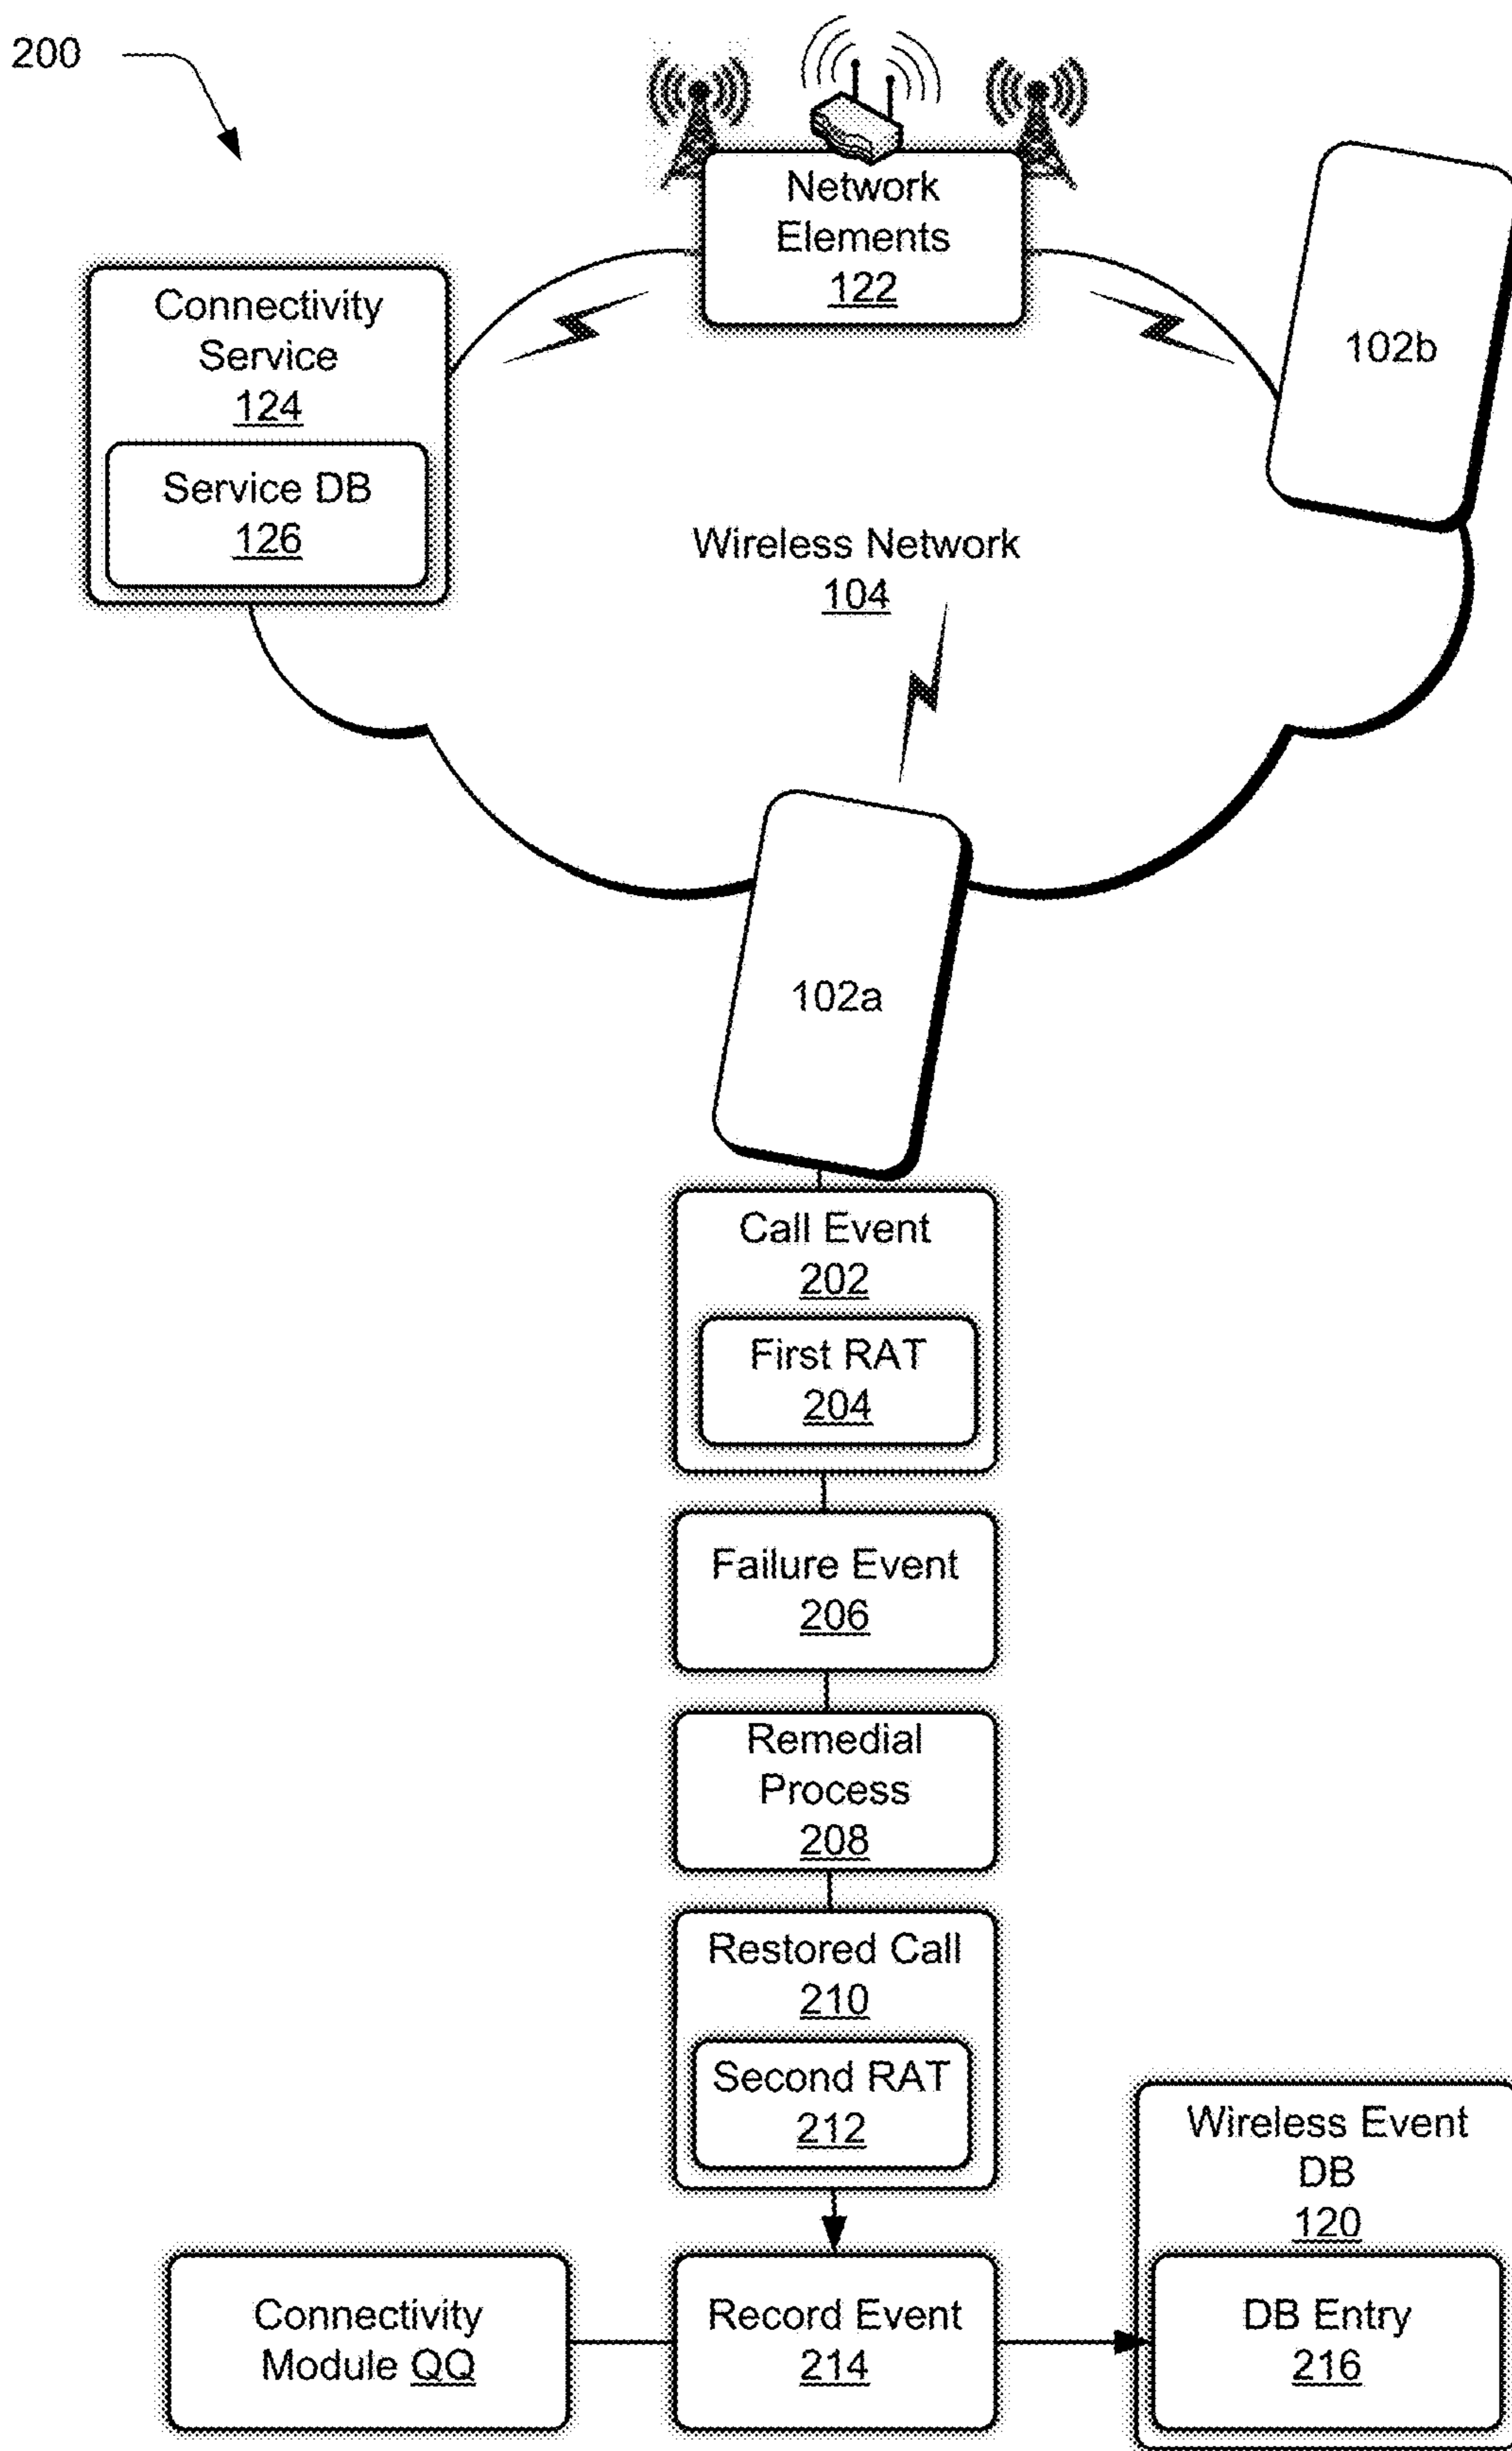 200
Network
Elements
122
Connectivity
Service
124
Service DB
126
102b
Wireless Network
104
102a
Call Event
202
First RAT
204
Failure Event
206
Remedial
Process
208
Restored Call
210
Second RAT
212
Wireless Event
DB
120
Connectivity
Module QQ
Record Event
214
DB Entry
216